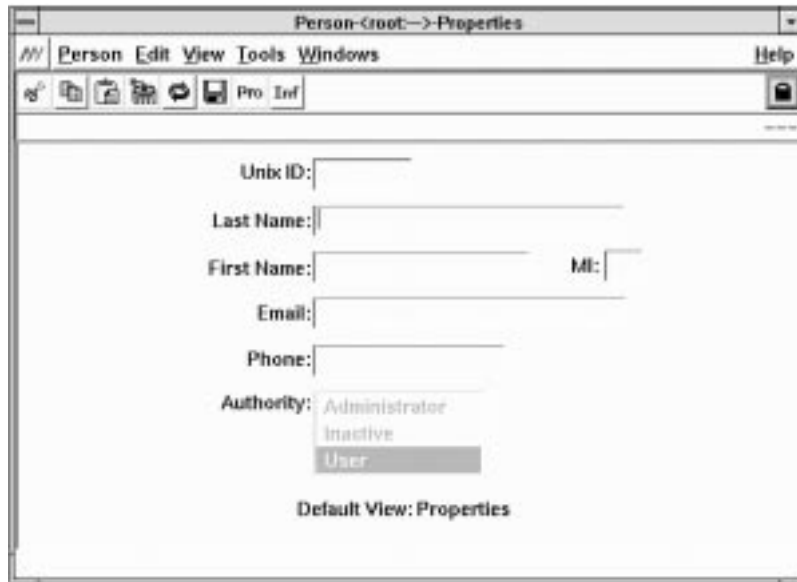 Person-<root:-->-Properties
Person Edit View Tools Windows Help
Pro Inf
---
Unix ID:
Last Name:
First Name: MI:
Email:
Phone:
Authority: Administrator
Inactive
User
Default View: Properties